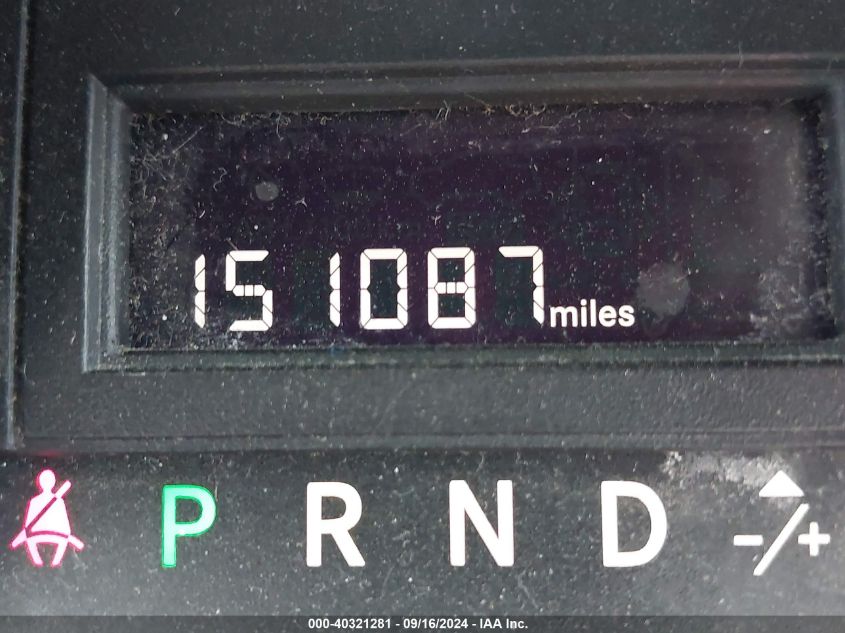 151087 miles
P R N D -/+
000-40321281 - 09/16/2024 - IAA Inc.